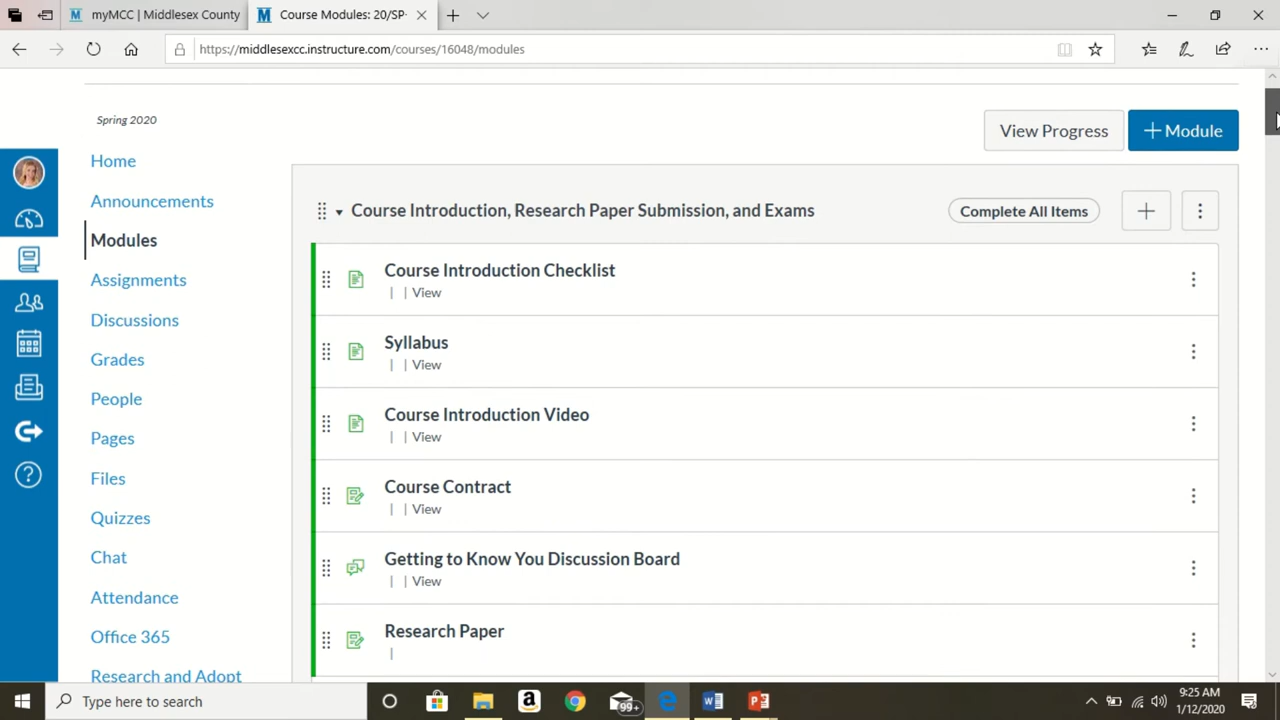 myMCC | Middlesex County
Course Modules: 20/SP-
https://middlesexcc.instructure.com/courses/16048/modules
Spring 2020
View Progress
+ Module
Home
Announcements
Modules
Assignments
Discussions
Grades
People
Pages
Files
Quizzes
Chat
Attendance
Office 365
Research and Adopt
Course Introduction, Research Paper Submission, and Exams
Complete All Items
Course Introduction Checklist
| | View
Syllabus
| | View
Course Introduction Video
| | View
Course Contract
| | View
Getting to Know You Discussion Board
| | View
Research Paper
|
Type here to search
99+
9:25 AM
1/12/2020